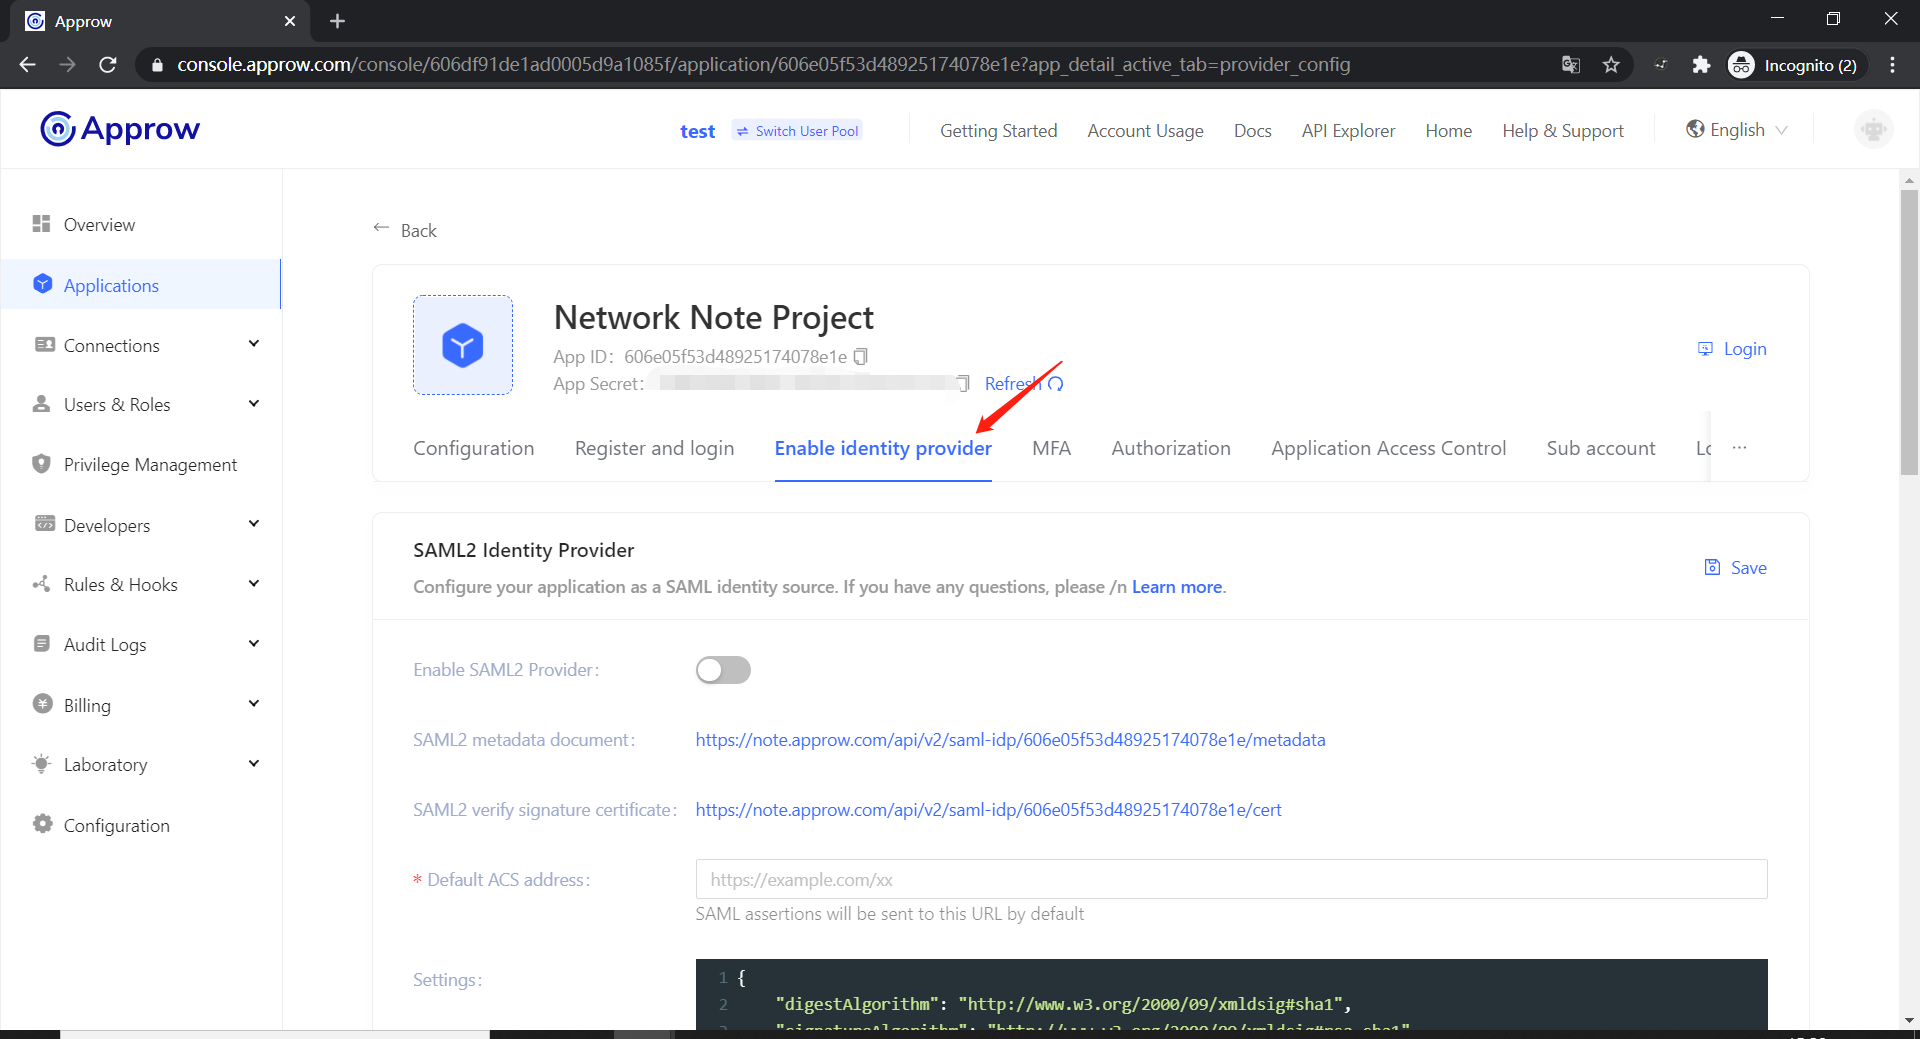 Approw
console.approw.com/console/606df91de1ad0005d9a1085f/application/606e05f53d48925174078e1e?app_detail_active_tab=provider_config
Incognito (2)
Approw
test
Switch User Pool
Getting Started
Account Usage
Docs
API Explorer
Home
Help & Support
English
Overview
Applications
Connections
Users & Roles
Privilege Management
Developers
Rules & Hooks
Audit Logs
Billing
Laboratory
Configuration
Back
Network Note Project
App ID: 606e05f53d48925174078e1e
App Secret:
Refresh
Login
Configuration
Register and login
Enable identity provider
MFA
Authorization
Application Access Control
Sub account
···
SAML2 Identity Provider
Configure your application as a SAML identity source. If you have any questions, please /n Learn more.
Save
Enable SAML2 Provider:
SAML2 metadata document: https://note.approw.com/api/v2/saml-idp/606e05f53d48925174078e1e/metadata
SAML2 verify signature certificate: https://note.approw.com/api/v2/saml-idp/606e05f53d48925174078e1e/cert
* Default ACS address: https://example.com/xx
SAML assertions will be sent to this URL by default
Settings:
1 {
2 "digestAlgorithm": "http://www.w3.org/2000/09/xmldsig#sha1",